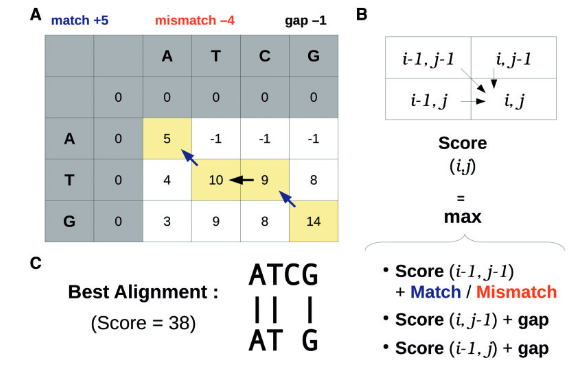 A
match +5 mismatch –4 gap –1
A T C G
0 0 0 0 0
A 0 5 -1 -1 -1
T 0 4 10 9 8
G 0 3 9 8 14
B
i-1, j-1 i, j-1
i-1, j i, j
Score
(i,j)
=
max
• Score (i-1, j-1)
+ Match / Mismatch
• Score (i, j-1) + gap
• Score (i-1, j) + gap
C
Best Alignment :
(Score = 38)
ATCG
|| |
AT G